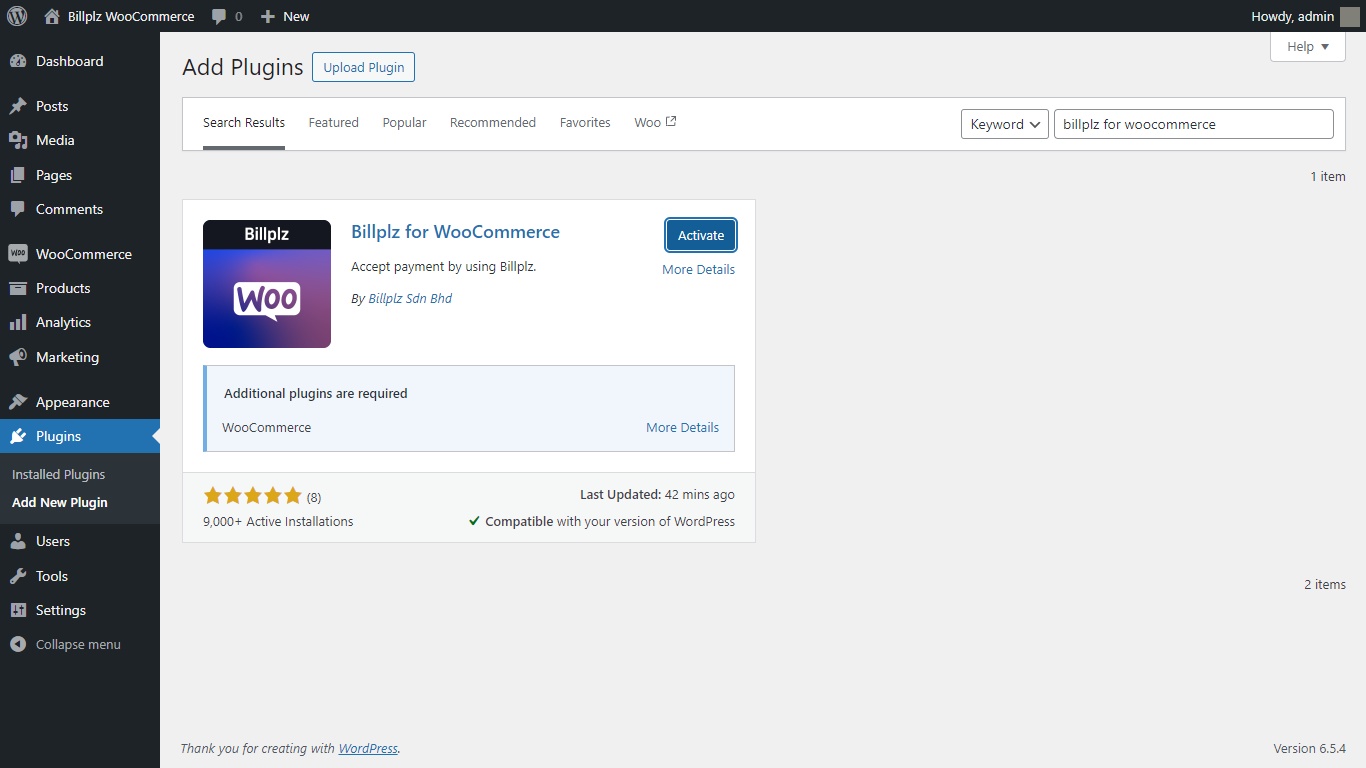 Billplz WooCommerce 0 New Howdy, admin
Help
Dashboard
Posts
Media
Pages
Comments
WooCommerce
Products
Analytics
Marketing
Appearance
Plugins
Installed Plugins
Add New Plugin
Users
Tools
Settings
Collapse menu
Add Plugins Upload Plugin
Search Results Featured Popular Recommended Favorites Woo Keyword billplz for woocommerce
1 item
Billplz
Woo
Billplz for WooCommerce
Accept payment by using Billplz.
By Billplz Sdn Bhd
Activate
More Details
Additional plugins are required
WooCommerce More Details
(8) Last Updated: 42 mins ago
9,000+ Active Installations Compatible with your version of WordPress
2 items
Thank you for creating with WordPress. Version 6.5.4